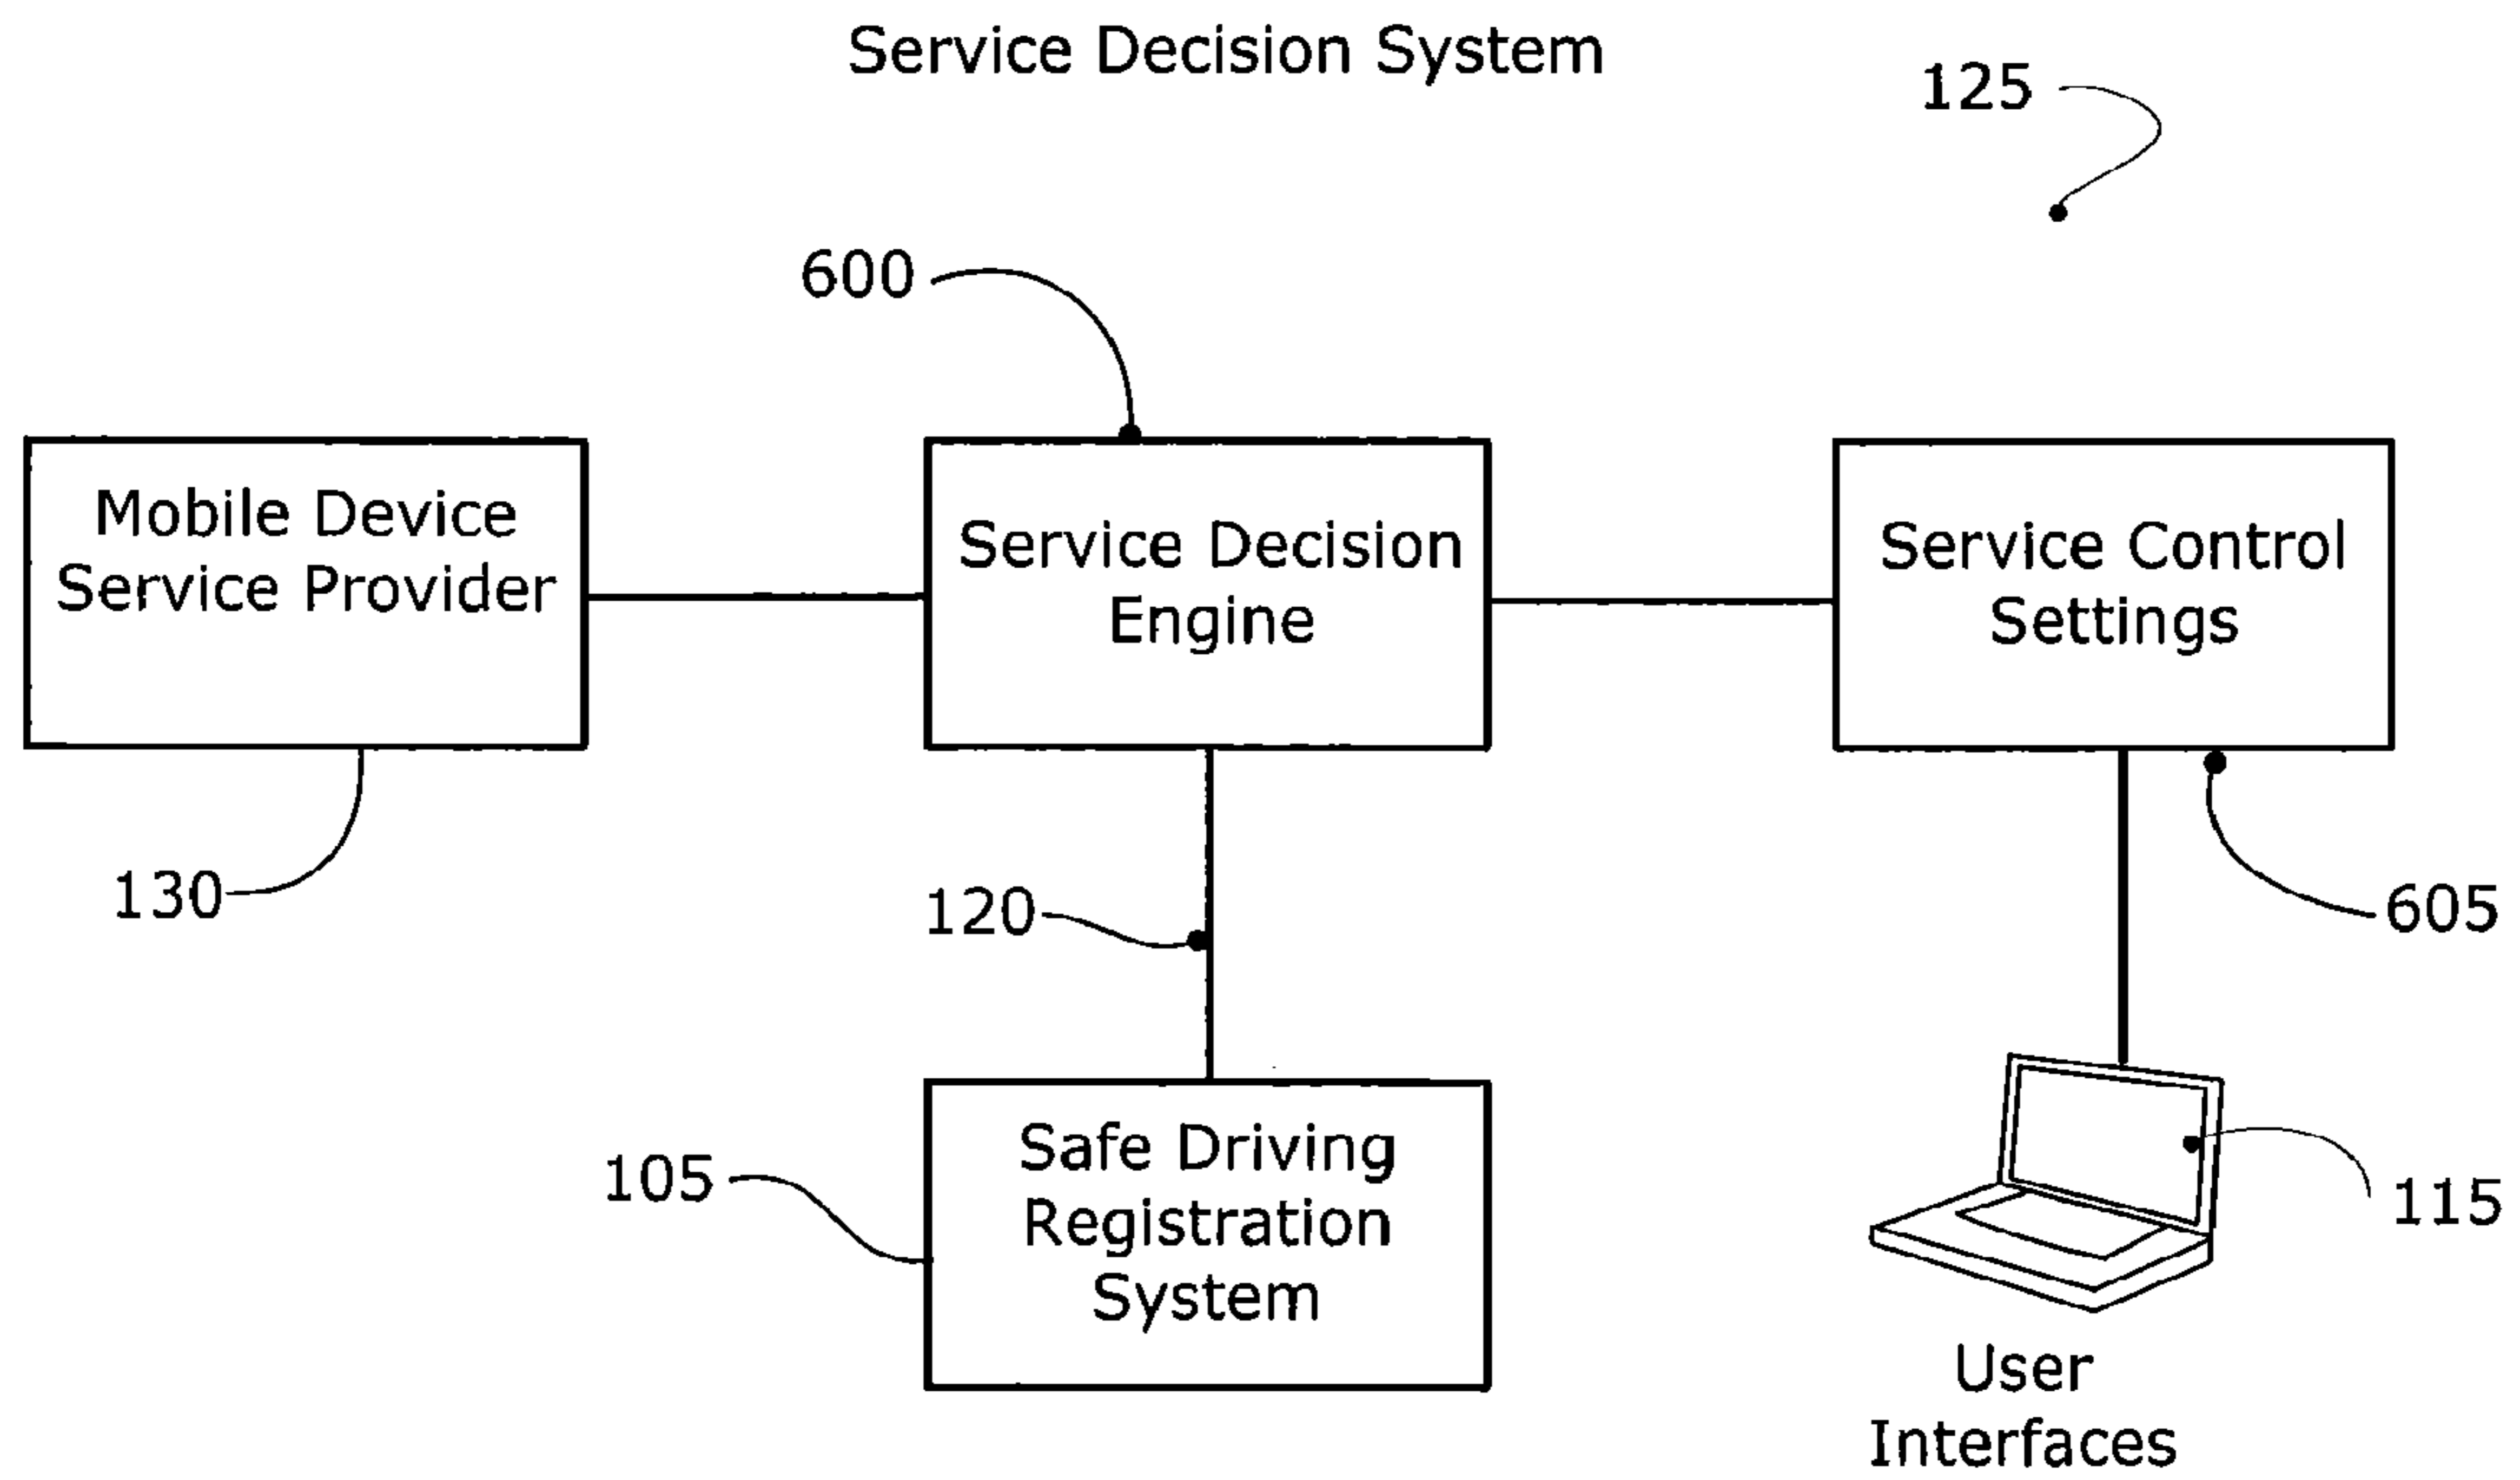 Service Decision System
125
600
Mobile Device
Service Provider
Service Decision
Engine
Service Control
Settings
130
120
605
105
Safe Driving
Registration
System
115
User
Interfaces